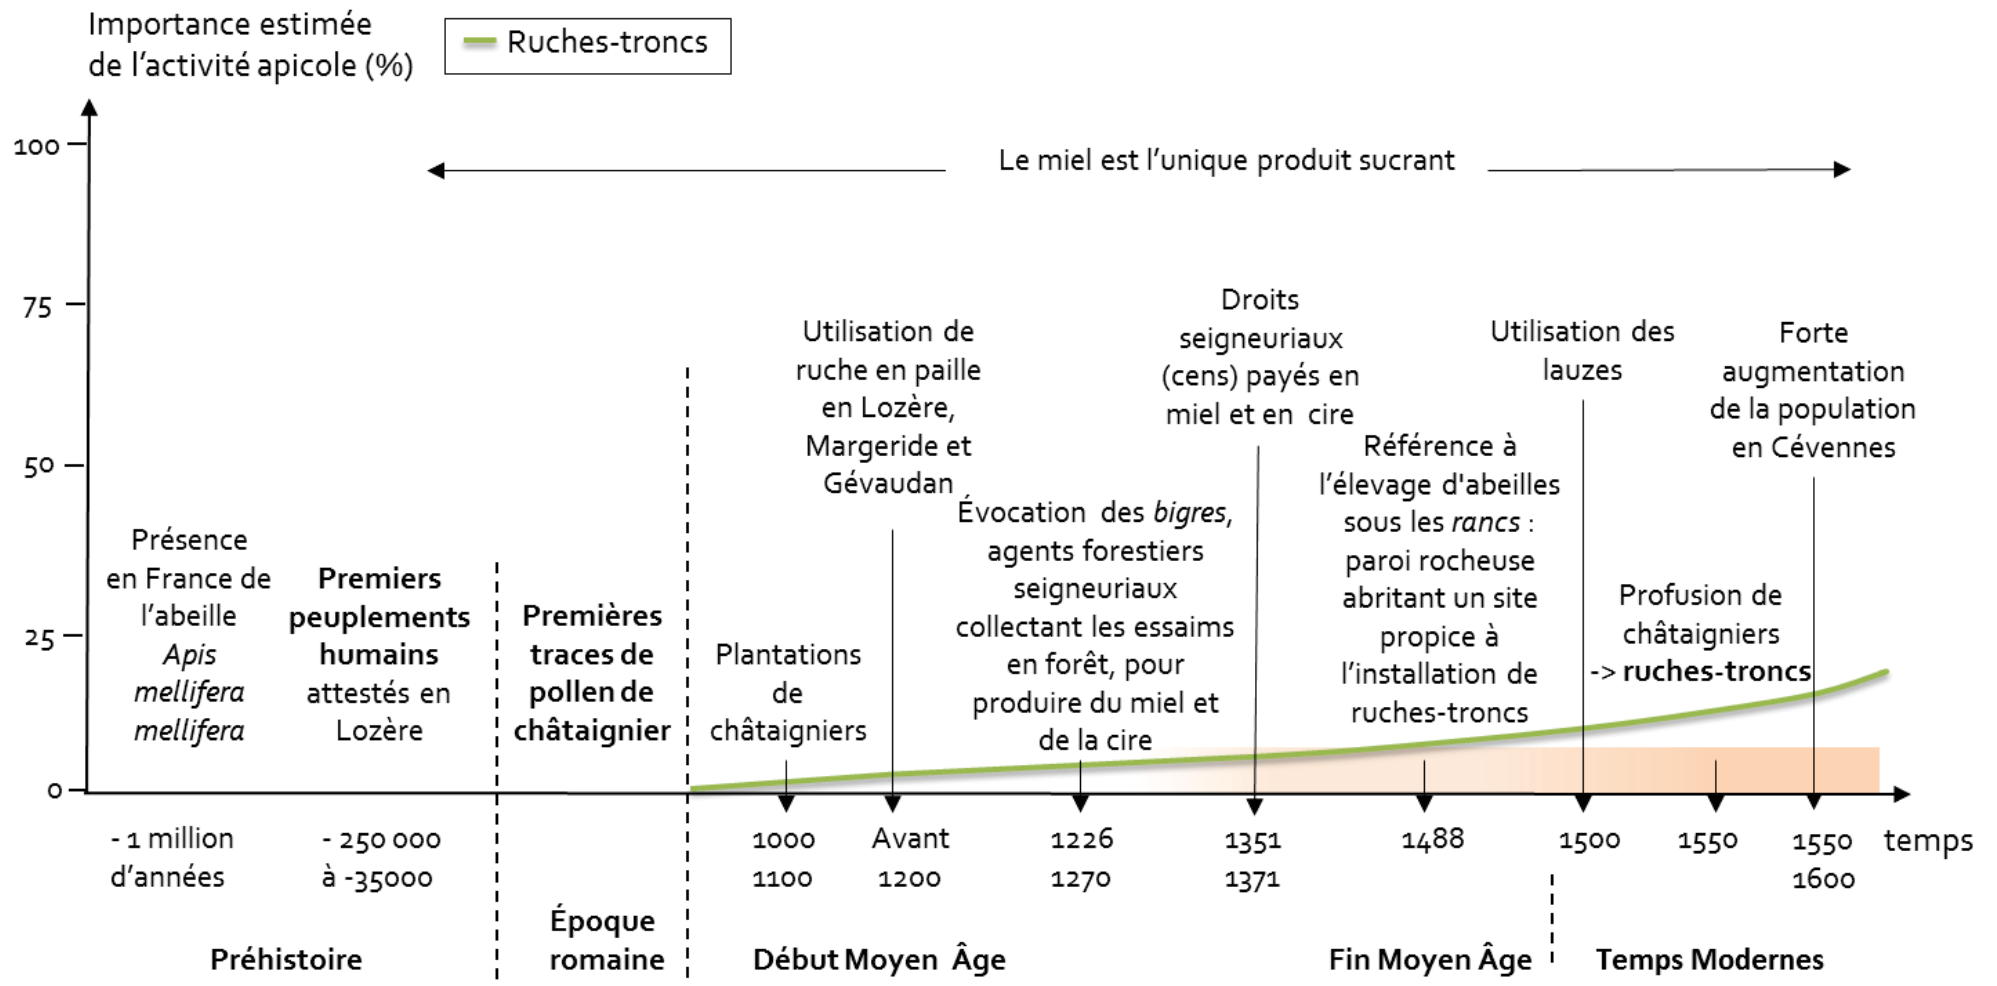 Importance estimée
de l’activité apicole (%)
Ruches-troncs
100
75
50
25
0
Le miel est l’unique produit sucrant
Présence
en France de
l’abeille
Apis
mellifera
mellifera
Premiers
peuplements
humains
attestés en
Lozère
Premières
traces de
pollen de
châtaignier
Plantations
de
châtaigniers
Utilisation de
ruche en paille
en Lozère,
Margeride et
Gévaudan
Évocation des bigres,
agents forestiers
seigneuriaux
collectant les essaims
en forêt, pour
produire du miel et
de la cire
Droits
seigneuriaux
(cens) payés en
miel et en cire
Référence à
l’élevage d'abeilles
sous les rancs :
paroi rocheuse
abritant un site
propice à
l’installation de
ruches-troncs
Utilisation des
lauzes
Profusion de
châtaigniers
-> ruches-troncs
Forte
augmentation
de la population
en Cévennes
- 1 million
d’années
- 250 000
à -35000
1000
1100
Avant
1200
1226
1270
1351
1371
1488
1500
1550
1550
1600
temps
Préhistoire
Époque
romaine
Début Moyen Âge
Fin Moyen Âge
Temps Modernes